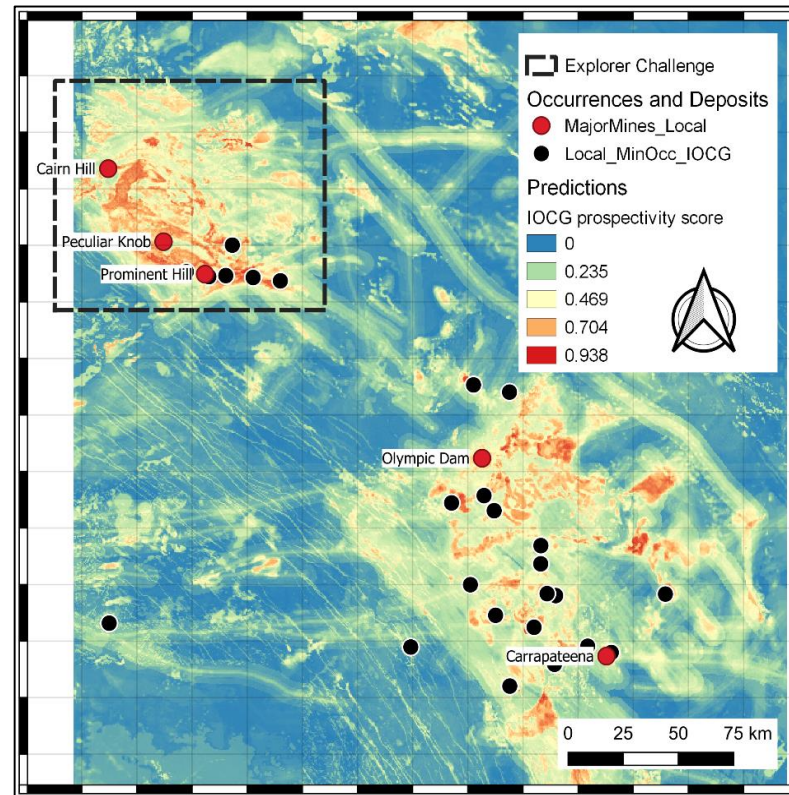 Explorer Challenge
Occurrences and Deposits
MajorMines_Local
Local_MinOcc_IOCG
Predictions
IOCG prospectivity score
0
0.235
0.469
0.704
0.938
Cairn Hill
Peculiar Knob
Prominent Hill
Olympic Dam
Carrapateena
0 25 50 75 km